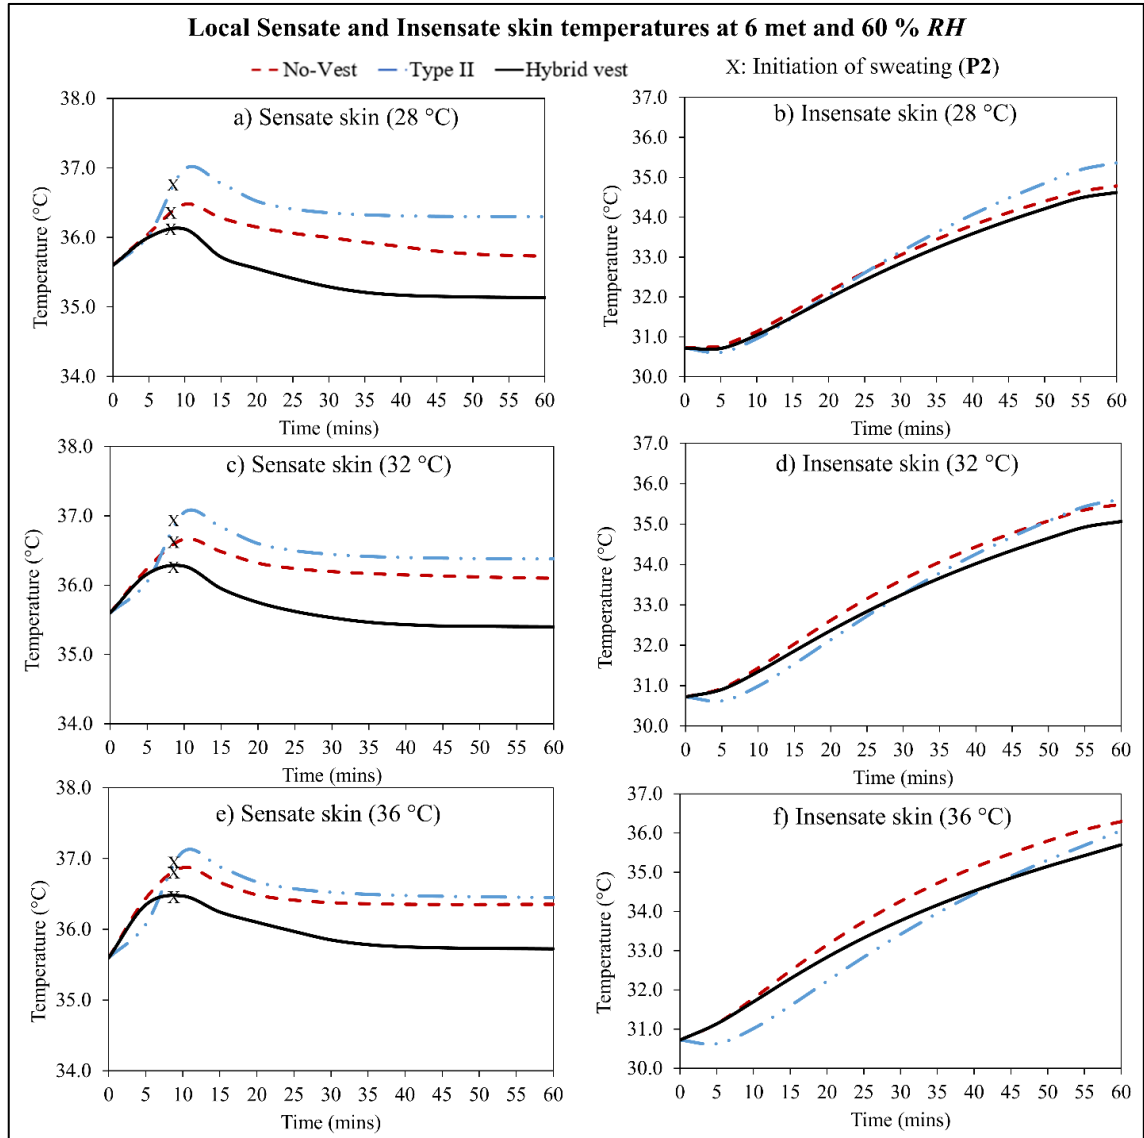 Local Sensate and Insensate skin temperatures at 6 met and 60 % RH
No-Vest Type II Hybrid vest X: Initiation of sweating (P2)
a) Sensate skin (28 °C)
38.0
37.0
36.0
35.0
34.0
Temperature (°C)
X
X
X
0 5 10 15 20 25 30 35 40 45 50 55 60
Time (mins)
b) Insensate skin (28 °C)
37.0
36.0
35.0
34.0
33.0
32.0
31.0
30.0
Temperature (°C)
0 5 10 15 20 25 30 35 40 45 50 55 60
Time (mins)
c) Sensate skin (32 °C)
38.0
37.0
36.0
35.0
34.0
Temperature (°C)
X
X
X
0 5 10 15 20 25 30 35 40 45 50 55 60
Time (mins)
d) Insensate skin (32 °C)
37.0
36.0
35.0
34.0
33.0
32.0
31.0
30.0
Temperature (°C)
0 5 10 15 20 25 30 35 40 45 50 55 60
Time (mins)
e) Sensate skin (36 °C)
38.0
37.0
36.0
35.0
34.0
Temperature (°C)
X
X
X
0 5 10 15 20 25 30 35 40 45 50 55 60
Time (mins)
f) Insensate skin (36 °C)
37.0
36.0
35.0
34.0
33.0
32.0
31.0
30.0
Temperature (°C)
0 5 10 15 20 25 30 35 40 45 50 55 60
Time (mins)